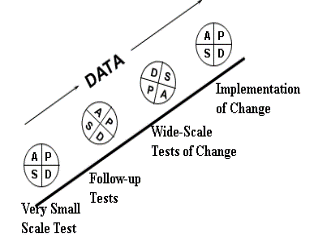 A P
S D
Implementation
of Change
DATA
D S
P A
Wide-Scale
Tests of Change
A P
S D
Follow-up
Tests
A P
S D
Very Small
Scale Test